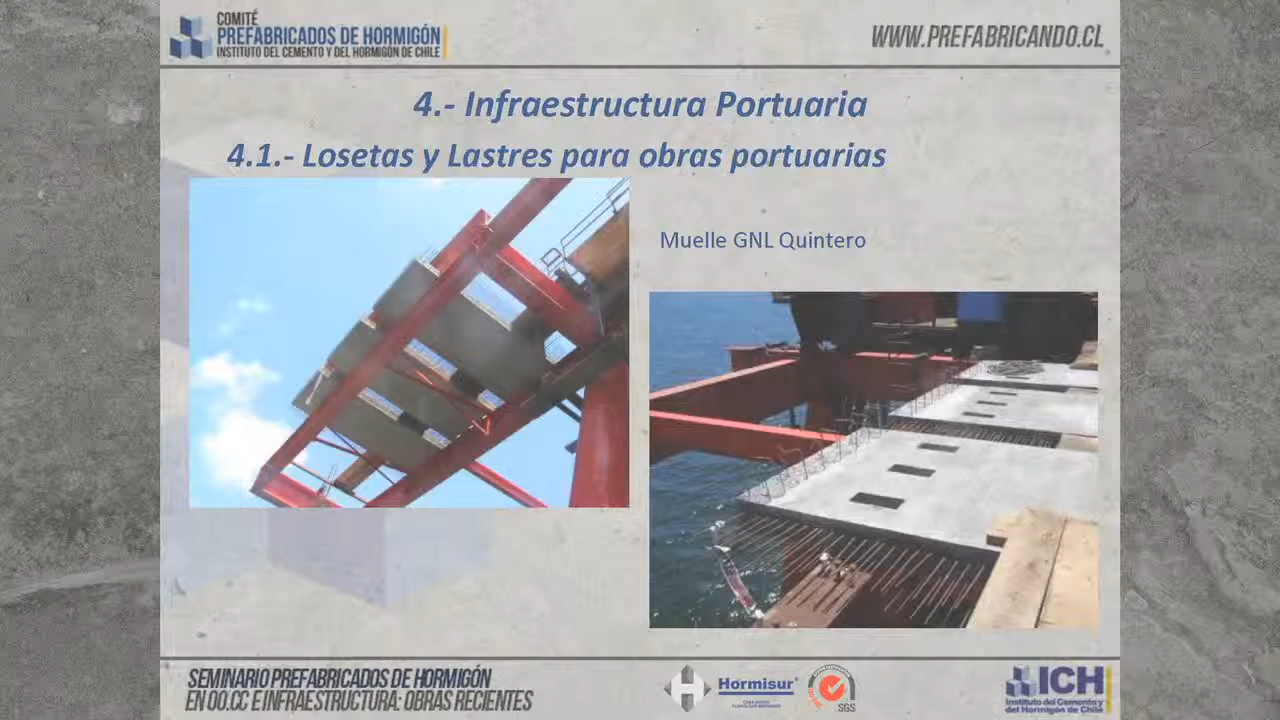 COMITÉ
PREFABRICADOS DE HORMIGÓN
INSTITUTO DEL CEMENTO Y DEL HORMIGÓN DE CHILE
WWW.PREFABRICANDO.CL
4.- Infraestructura Portuaria
4.1.- Losetas y Lastres para obras portuarias
Muelle GNL Quintero
SEMINARIO PREFABRICADOS DE HORMIGÓN
EN OO.CC E INFRAESTRUCTURA: OBRAS RECIENTES
Hormisur
SGS
ICH
Instituto del Cemento y
del Hormigón de Chile